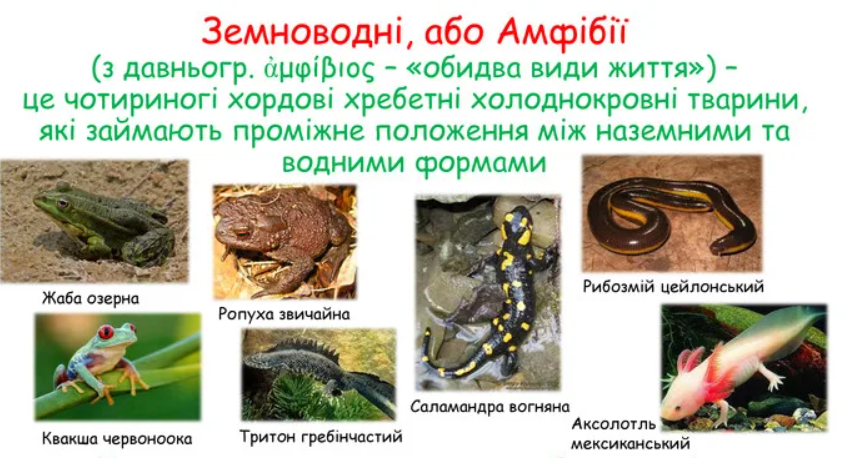 Земноводні, або Амфібії
(з давньогр. ἀμφίβιος – «обидва види життя») –
це чотириногі хордові хребетні холоднокровні тварини,
які займають проміжне положення між наземними та
водними формами
Жаба озерна
Ропуха звичайна
Рибозмій цейлонський
Квакша червоноока
Тритон гребінчастий
Саламандра вогняна
Аксолотль
мексиканський